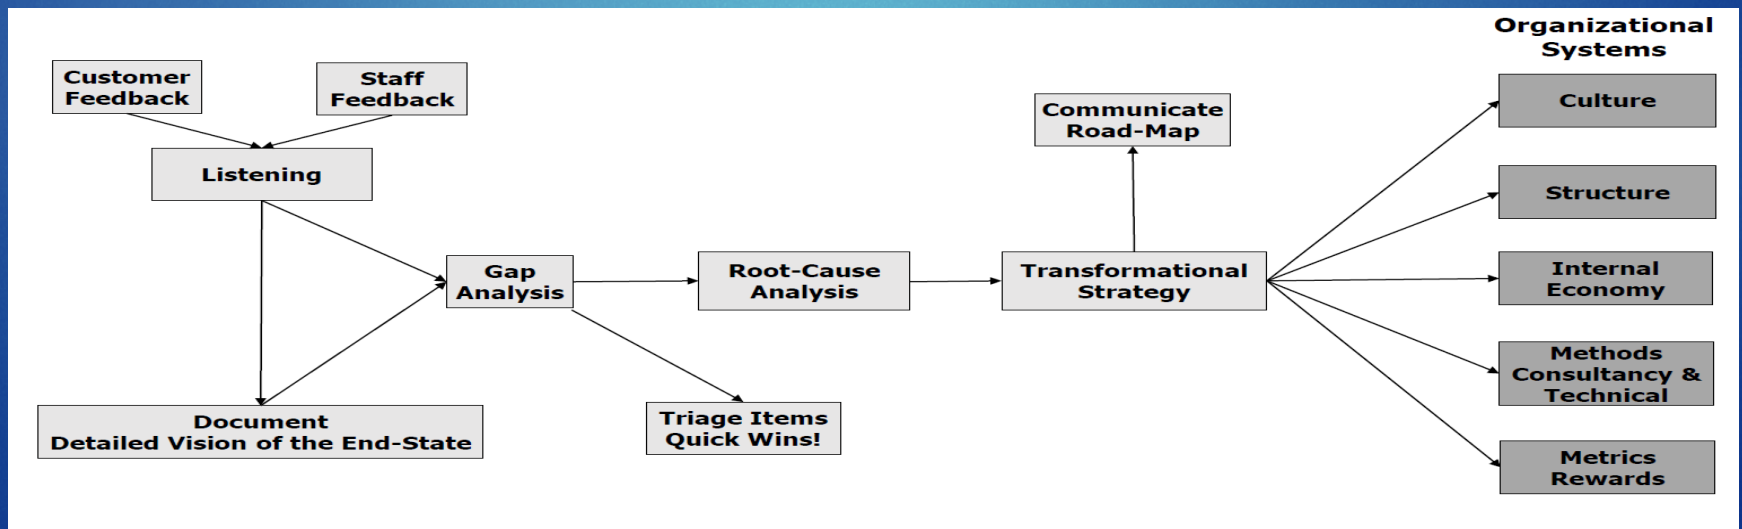 Customer
Feedback
Staff
Feedback
Listening
Document
Detailed Vision of the End-State
Gap
Analysis
Triage Items
Quick Wins!
Root-Cause
Analysis
Communicate
Road-Map
Transformational
Strategy
Organizational
Systems
Culture
Structure
Internal
Economy
Methods
Consultancy &
Technical
Metrics
Rewards